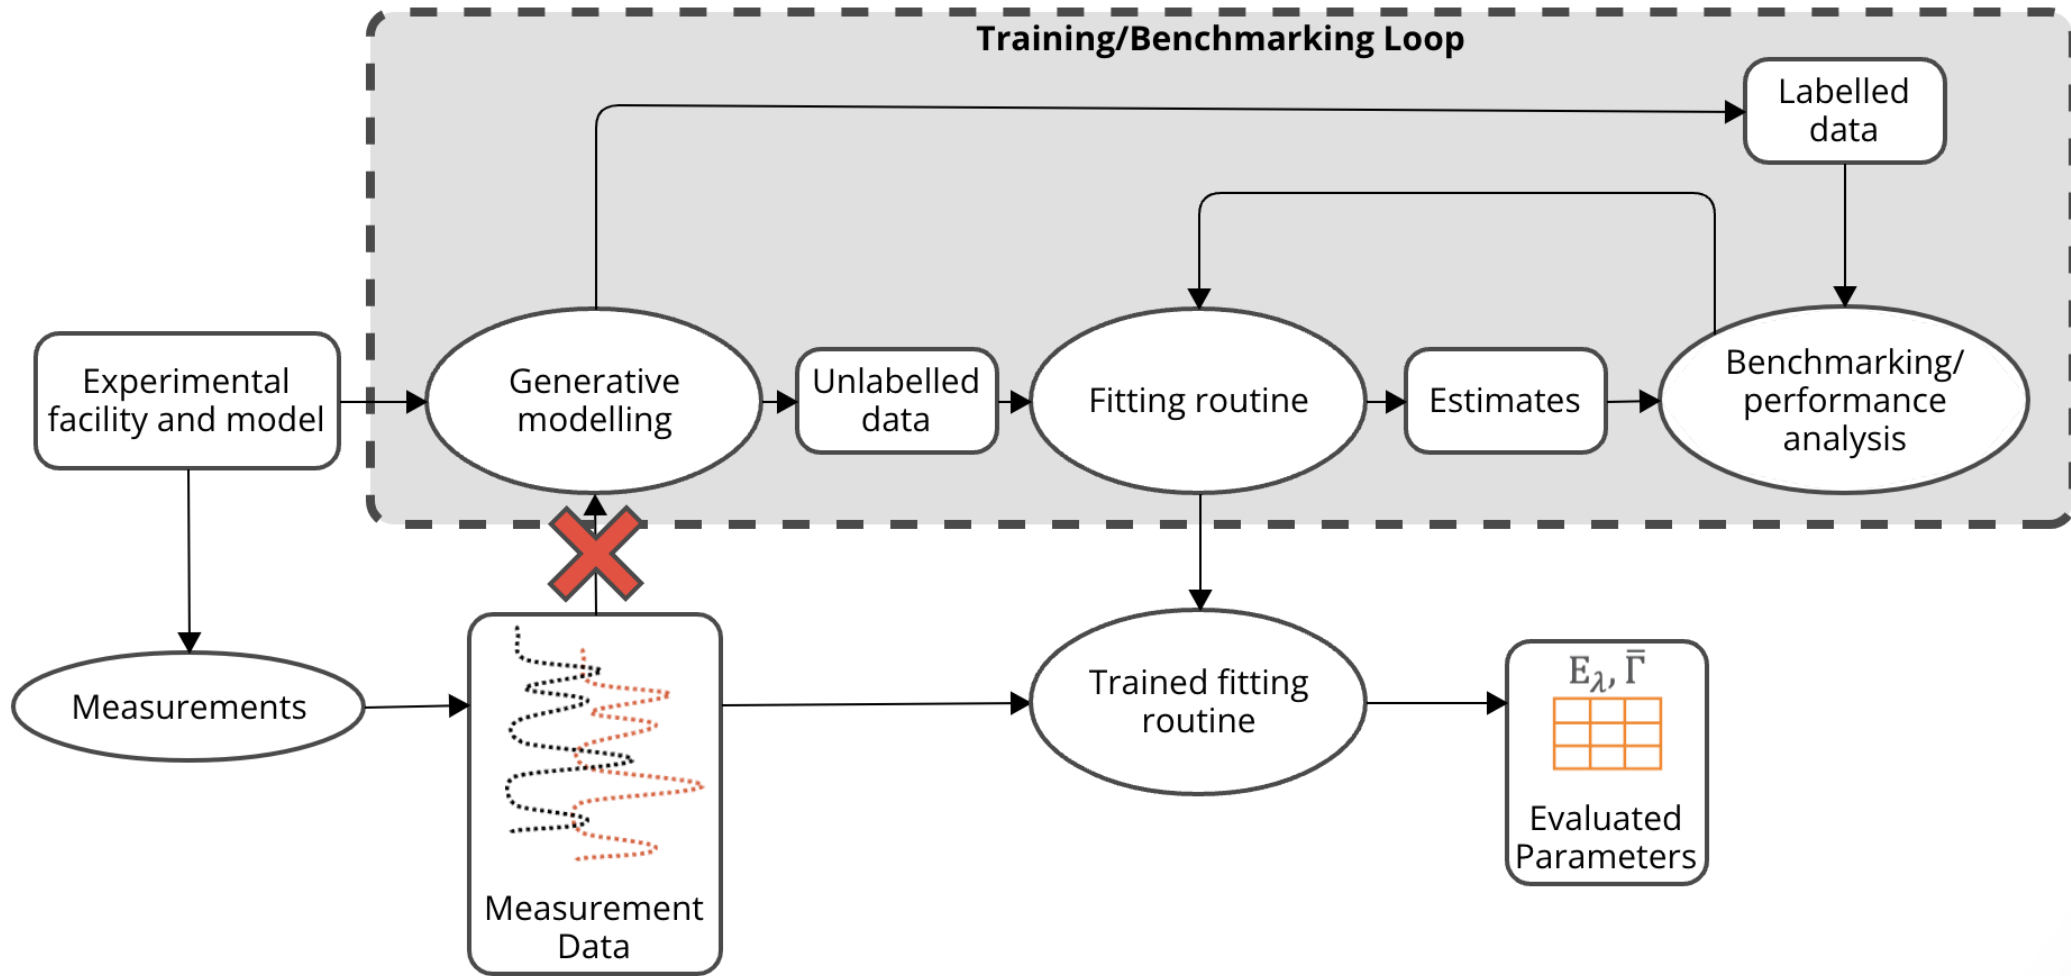 Training/Benchmarking Loop
Labelled
data
Experimental
facility and model
Generative
modelling
Unlabelled
data
Fitting routine
Estimates
Benchmarking/
performance
analysis
Measurements
Measurement
Data
Trained fitting
routine
E_λ, Γ̅
Evaluated
Parameters